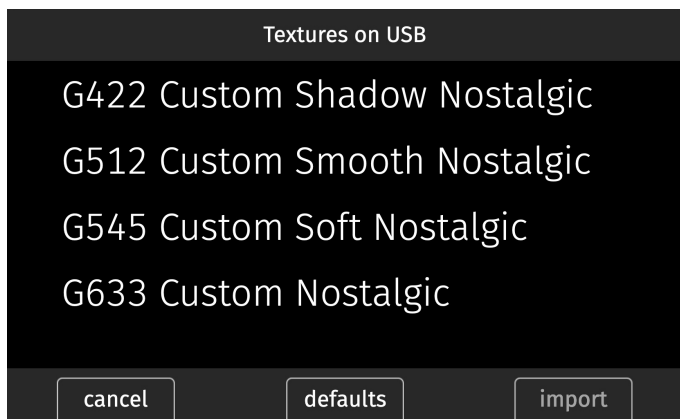 Textures on USB
G422 Custom Shadow Nostalgic
G512 Custom Smooth Nostalgic
G545 Custom Soft Nostalgic
G633 Custom Nostalgic
cancel defaults import